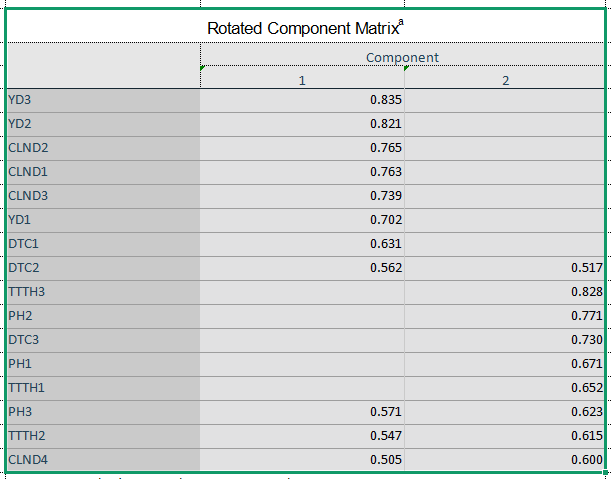 Rotated Component Matrixa
Component
1 2
YD3 0.835
YD2 0.821
CLND2 0.765
CLND1 0.763
CLND3 0.739
YD1 0.702
DTC1 0.631
DTC2 0.562 0.517
TTTH3 0.828
PH2 0.771
DTC3 0.730
PH1 0.671
TTTH1 0.652
PH3 0.571 0.623
TTTH2 0.547 0.615
CLND4 0.505 0.600